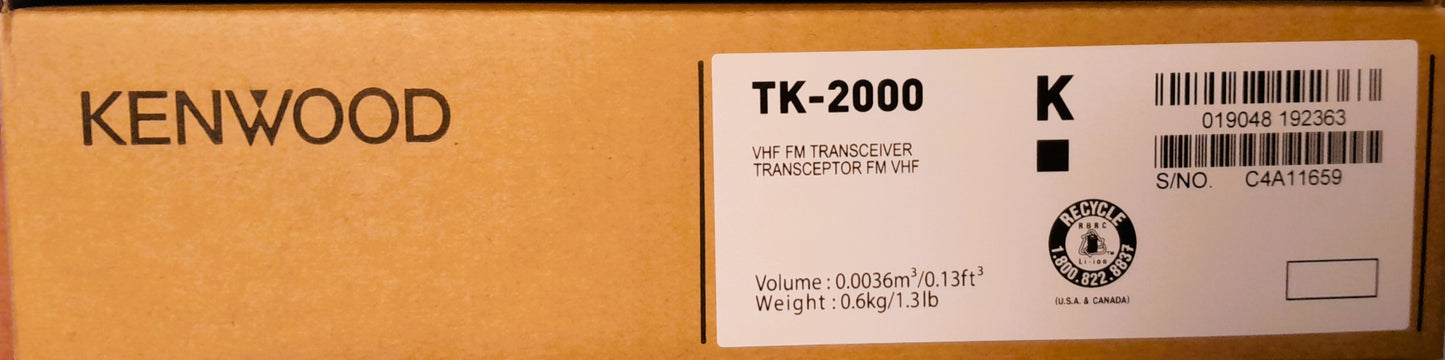 KENWOOD
TK-2000
K
VHF FM TRANSCEIVER
TRANSCEPTOR FM VHF
019048 192363
S/NO. C4A11659
RECYCLE
RBRC
TM
Li-ion
1.800.822.8837
(U.S.A. & CANADA)
Volume : 0.0036m³/0.13ft³
Weight : 0.6kg/1.3lb